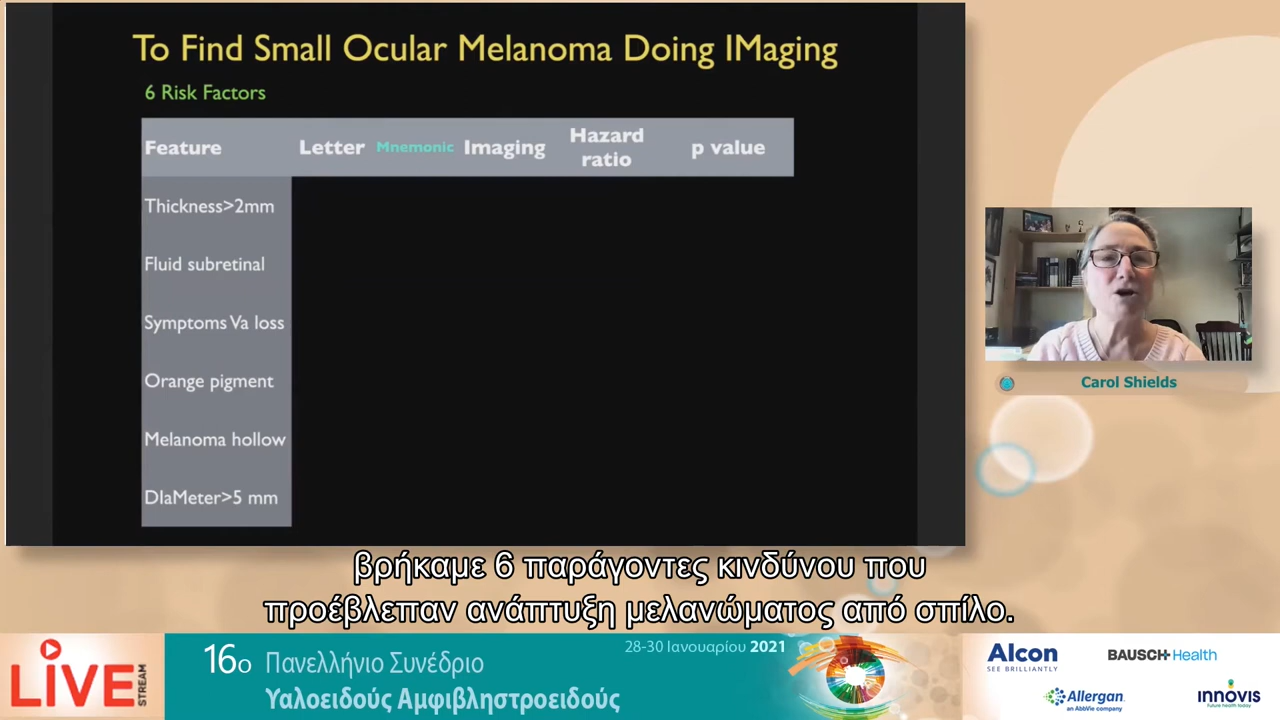 To Find Small Ocular Melanoma Doing IMaging
6 Risk Factors
Feature Letter Mnemonic Imaging Hazard ratio p value
Thickness>2mm
Fluid subretinal
Symptoms Va loss
Orange pigment
Melanoma hollow
DIaMeter>5 mm
Carol Shields
βρήκαμε 6 παράγοντες κινδύνου που
προέβλεπαν ανάπτυξη μελανώματος από σπίλο.
LIVE STREAM
16ο Πανελλήνιο Συνέδριο
Υαλοειδούς Αμφιβληστροειδούς
28-30 Ιανουαρίου 2021
Alcon
SEE BRILLIANTLY
BAUSCH+Health
Allergan
an AbbVie company
innovis
Future health today